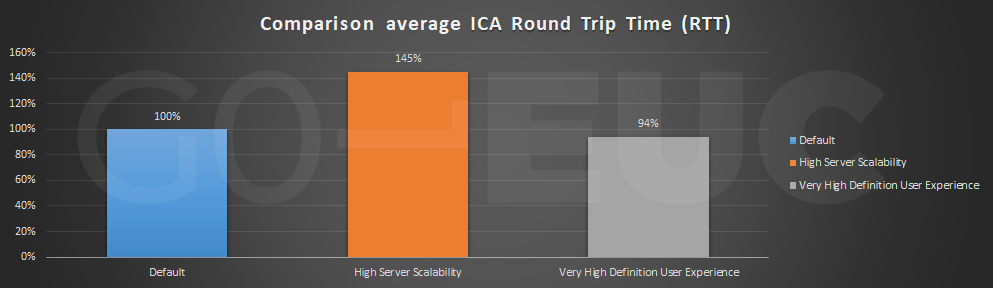 Comparison average ICA Round Trip Time (RTT)
160%
140%
120%
100%
80%
60%
40%
20%
0%
100%
145%
94%
Default
High Server Scalability
Very High Definition User Experience
Default
High Server Scalability
Very High Definition User Experience
GO-EUC